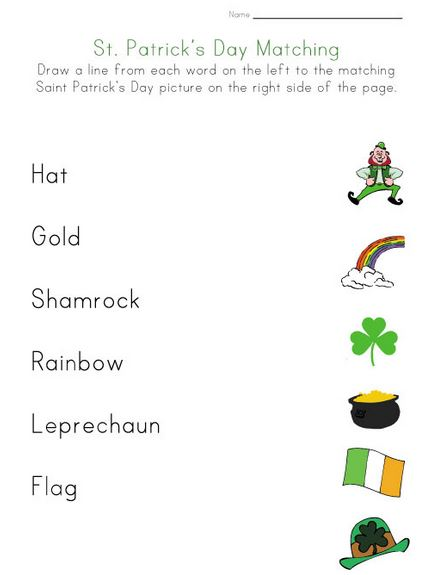 Name
St. Patrick's Day Matching
Draw a line from each word on the left to the matching
Saint Patrick's Day picture on the right side of the page.
Hat
Gold
Shamrock
Rainbow
Leprechaun
Flag